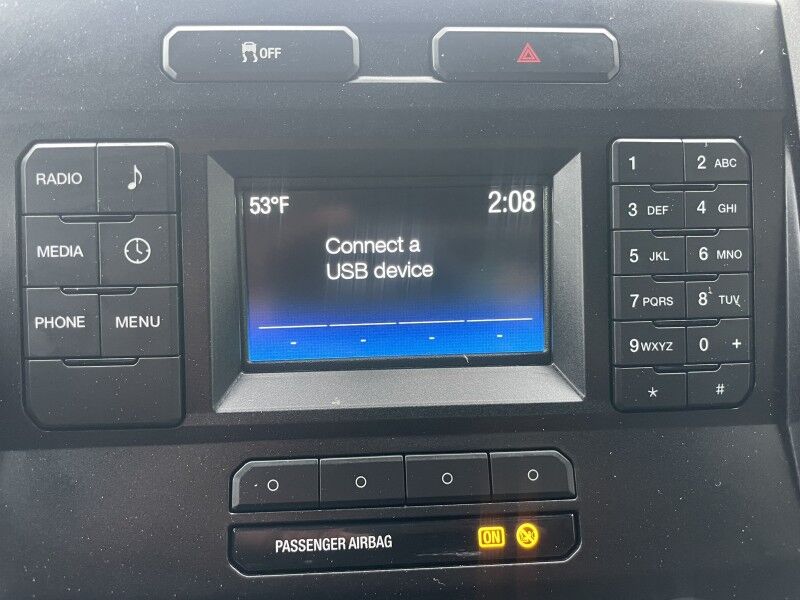 OFF
RADIO
MEDIA
PHONE MENU
53°F 2:08
Connect a
USB device
1 2 ABC
3 DEF 4 GHI
5 JKL 6 MNO
7 PQRS 8 TUV
9 WXYZ 0 +
* #
PASSENGER AIRBAG ON